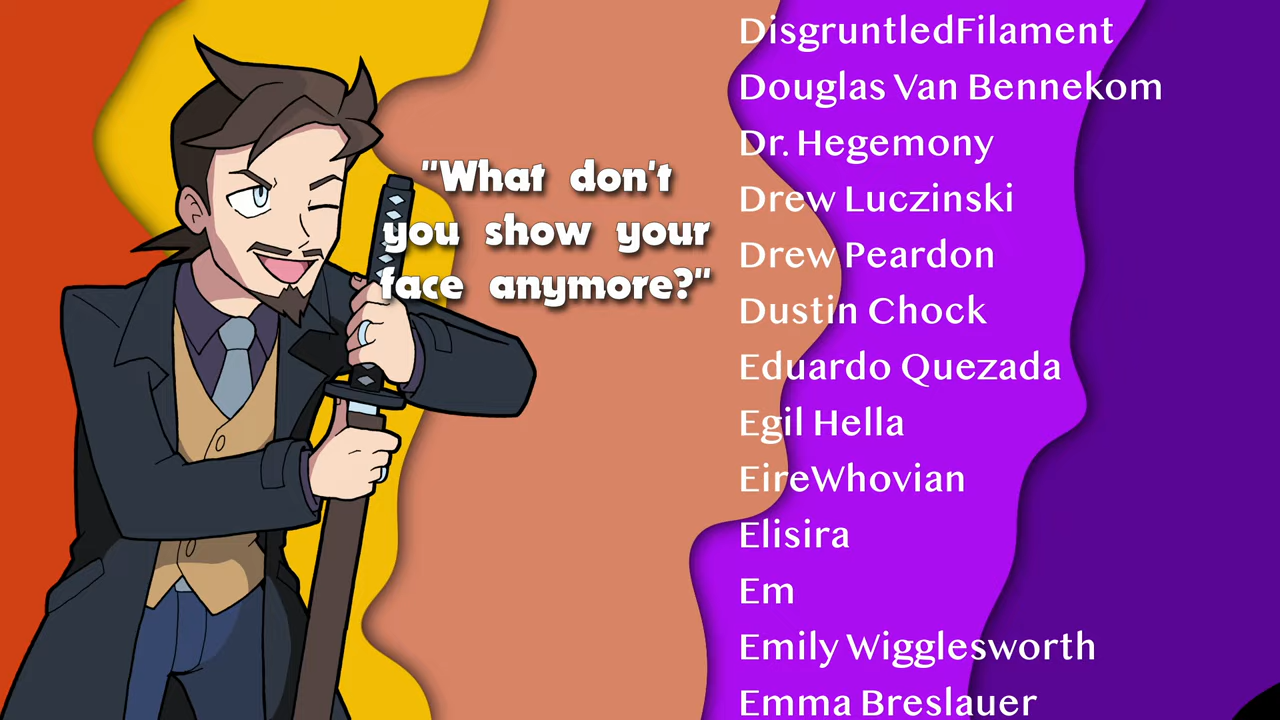 "What don't
you show your
face anymore?"
DisgruntledFilament
Douglas Van Bennekom
Dr. Hegemony
Drew Luczinski
Drew Peardon
Dustin Chock
Eduardo Quezada
Egil Hella
EireWhovian
Elisira
Em
Emily Wigglesworth
Emma Breslauer